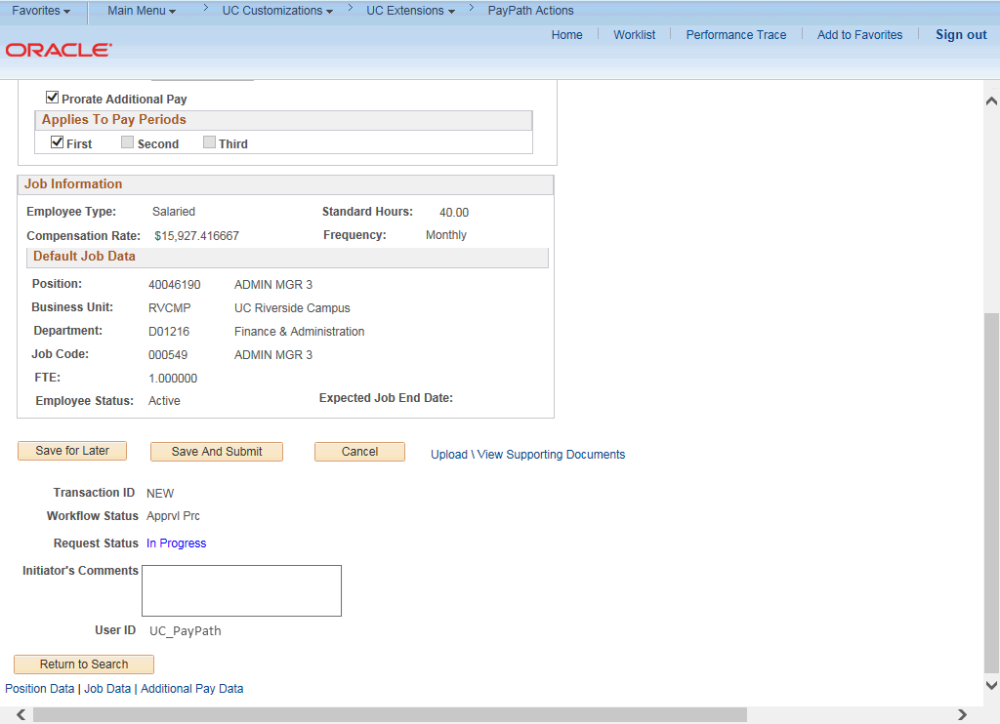 Favorites Main Menu > UC Customizations > UC Extensions > PayPath Actions
Home Worklist Performance Trace Add to Favorites Sign out
ORACLE
Prorate Additional Pay
Applies To Pay Periods
First Second Third
Job Information
Employee Type: Salaried Standard Hours: 40.00
Compensation Rate: $15,927.416667 Frequency: Monthly
Default Job Data
Position: 40046190 ADMIN MGR 3
Business Unit: RVCMP UC Riverside Campus
Department: D01216 Finance & Administration
Job Code: 000549 ADMIN MGR 3
FTE: 1.000000
Employee Status: Active Expected Job End Date:
Save for Later Save And Submit Cancel Upload \ View Supporting Documents
Transaction ID NEW
Workflow Status Apprvl Prc
Request Status In Progress
Initiator's Comments
User ID UC_PayPath
Return to Search
Position Data | Job Data | Additional Pay Data